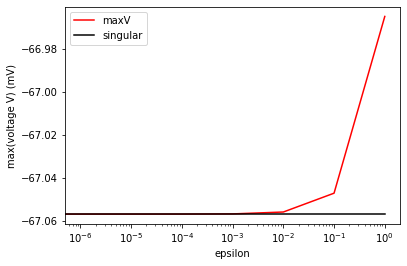 maxV
singular
max(voltage V) (mV)
−66.98
−67.00
−67.02
−67.04
−67.06
10⁻⁶ 10⁻⁵ 10⁻⁴ 10⁻³ 10⁻² 10⁻¹ 10⁰
epsilon